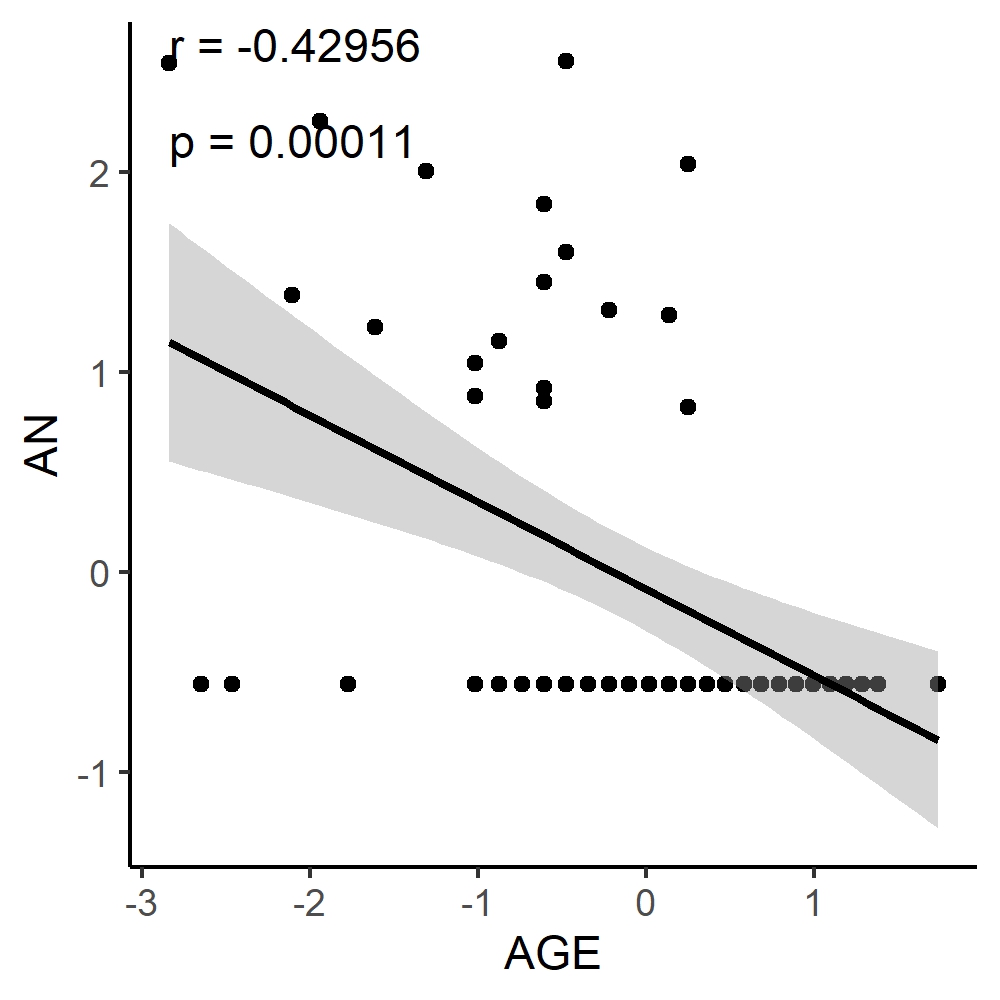 r = -0.42956
p = 0.00011
2
1
0
-1
AN
-3 -2 -1 0 1
AGE